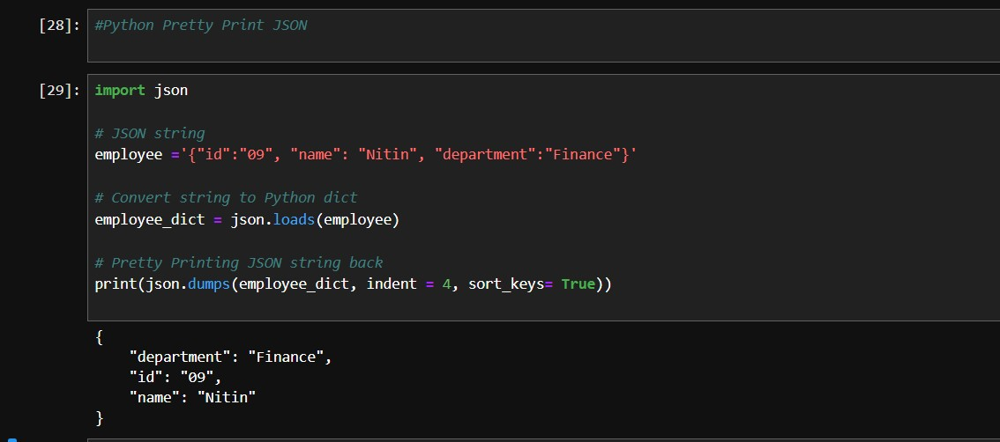 [28]: #Python Pretty Print JSON
[29]: import json
# JSON string
employee ='{"id":"09", "name": "Nitin", "department":"Finance"}'
# Convert string to Python dict
employee_dict = json.loads(employee)
# Pretty Printing JSON string back
print(json.dumps(employee_dict, indent = 4, sort_keys= True))
{
    "department": "Finance",
    "id": "09",
    "name": "Nitin"
}